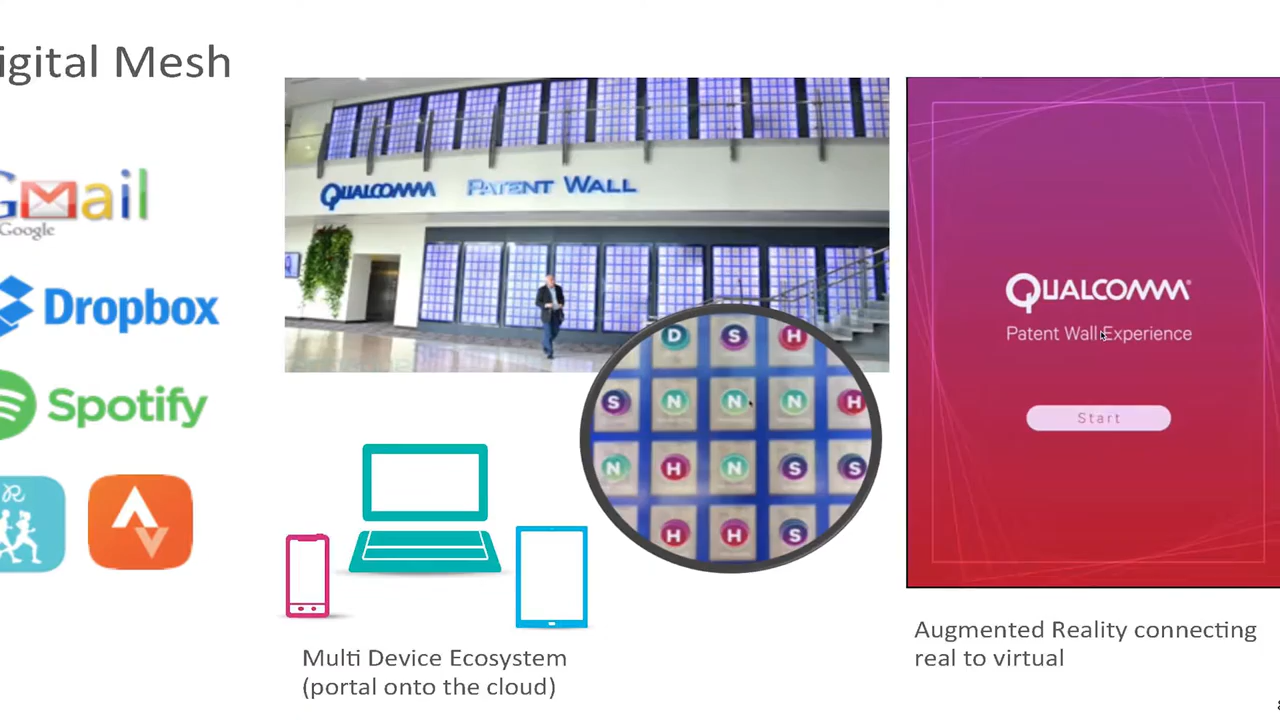 igital Mesh
Gmail
Google
Dropbox
Spotify
R
QUALCOMM PATENT WALL
D S H
S N N N H
N H N S S
H H S
QUALCOMM®
Patent Wall Experience
Start
Multi Device Ecosystem
(portal onto the cloud)
Augmented Reality connecting
real to virtual